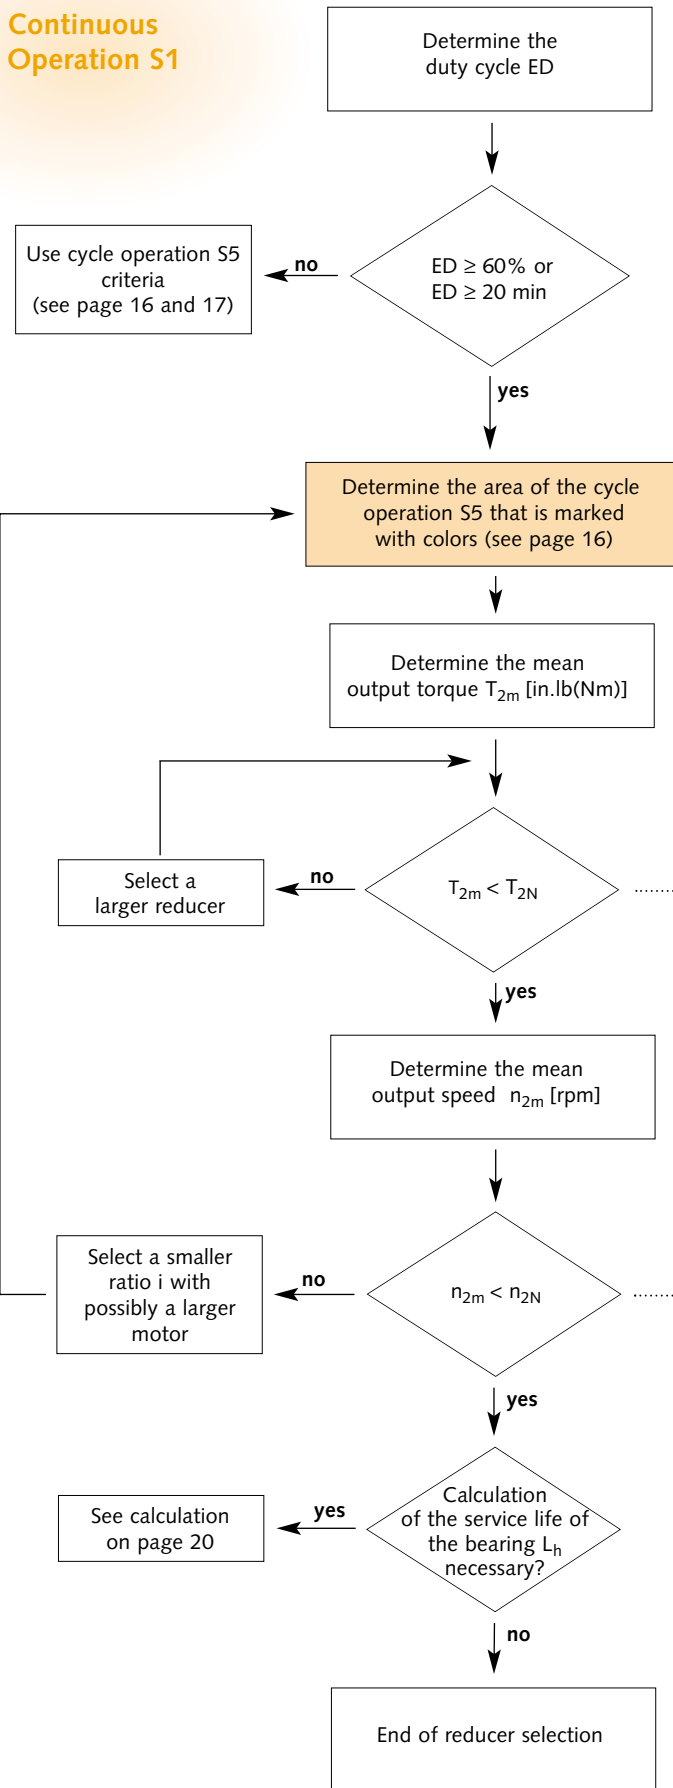 Continuous
Operation S1
Determine the
duty cycle ED
ED ≥ 60% or
ED ≥ 20 min
no
Use cycle operation S5
criteria
(see page 16 and 17)
yes
Determine the area of the cycle
operation S5 that is marked
with colors (see page 16)
Determine the mean
output torque T2m [in.lb(Nm)]
T2m < T2N
no
Select a
larger reducer
yes
Determine the mean
output speed n2m [rpm]
n2m < n2N
no
Select a smaller
ratio i with
possibly a larger
motor
yes
Calculation
of the service life of
the bearing Lh
necessary?
yes
See calculation
on page 20
no
End of reducer selection